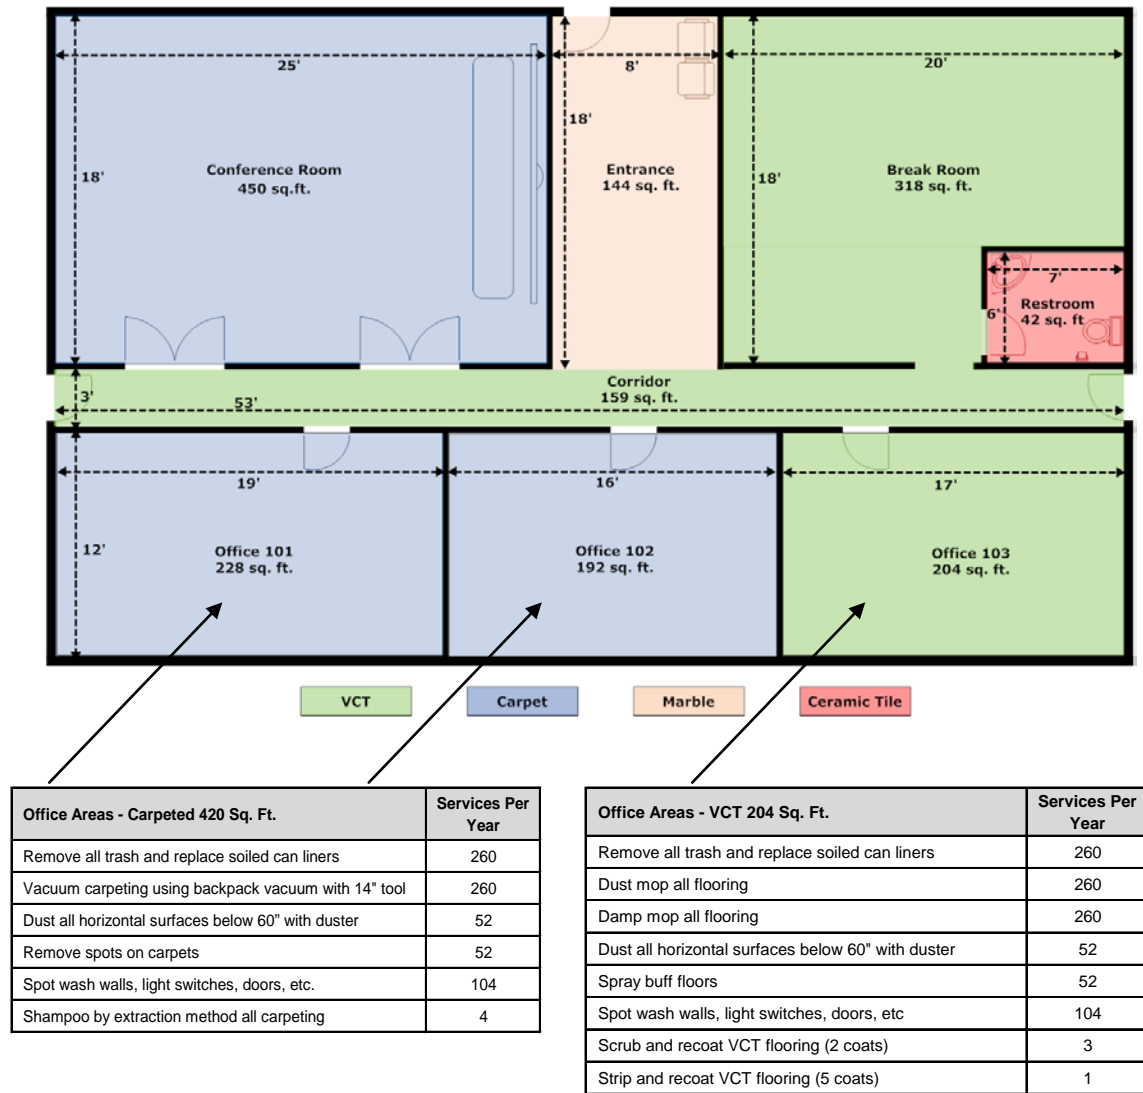 25'
8'
20'
18'
18'
18'
Conference Room
450 sq.ft.
Entrance
144 sq. ft.
Break Room
318 sq.ft.
7'
6'
Restroom
42 sq. ft
Corridor
159 sq. ft.
3'
53'
19'
16'
17'
12'
Office 101
228 sq. ft.
Office 102
192 sq. ft.
Office 103
204 sq. ft.
VCT
Carpet
Marble
Ceramic Tile
Office Areas - Carpeted 420 Sq. Ft. Services Per Year
Remove all trash and replace soiled can liners 260
Vacuum carpeting using backpack vacuum with 14" tool 260
Dust all horizontal surfaces below 60” with duster 52
Remove spots on carpets 52
Spot wash walls, light switches, doors, etc. 104
Shampoo by extraction method all carpeting 4
Office Areas - VCT 204 Sq. Ft. Services Per Year
Remove all trash and replace soiled can liners 260
Dust mop all flooring 260
Damp mop all flooring 260
Dust all horizontal surfaces below 60" with duster 52
Spray buff floors 52
Spot wash walls, light switches, doors, etc 104
Scrub and recoat VCT flooring (2 coats) 3
Strip and recoat VCT flooring (5 coats) 1